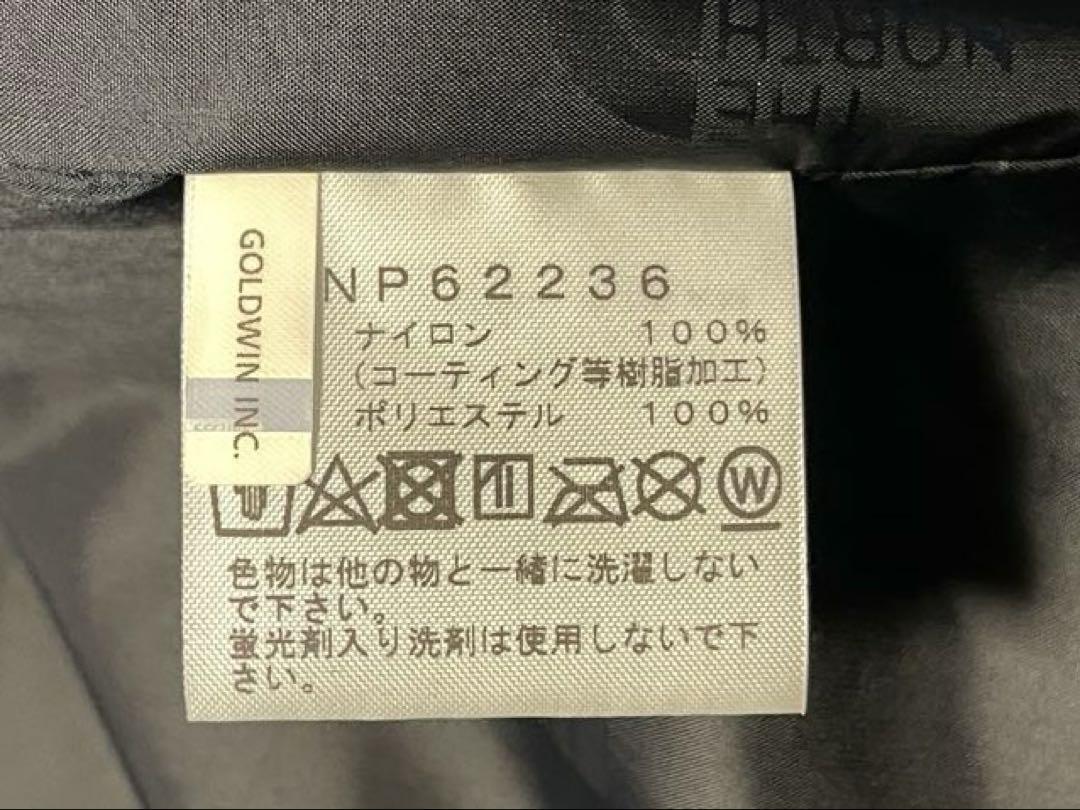 THE
NORTH
GOLDWIN INC.
NP62236
ナイロン 100%
(コーティング等樹脂加工)
ポリエステル 100%
W
色物は他の物と一緒に洗濯しない
で下さい。
蛍光剤入り洗剤は使用しないで下
さい。